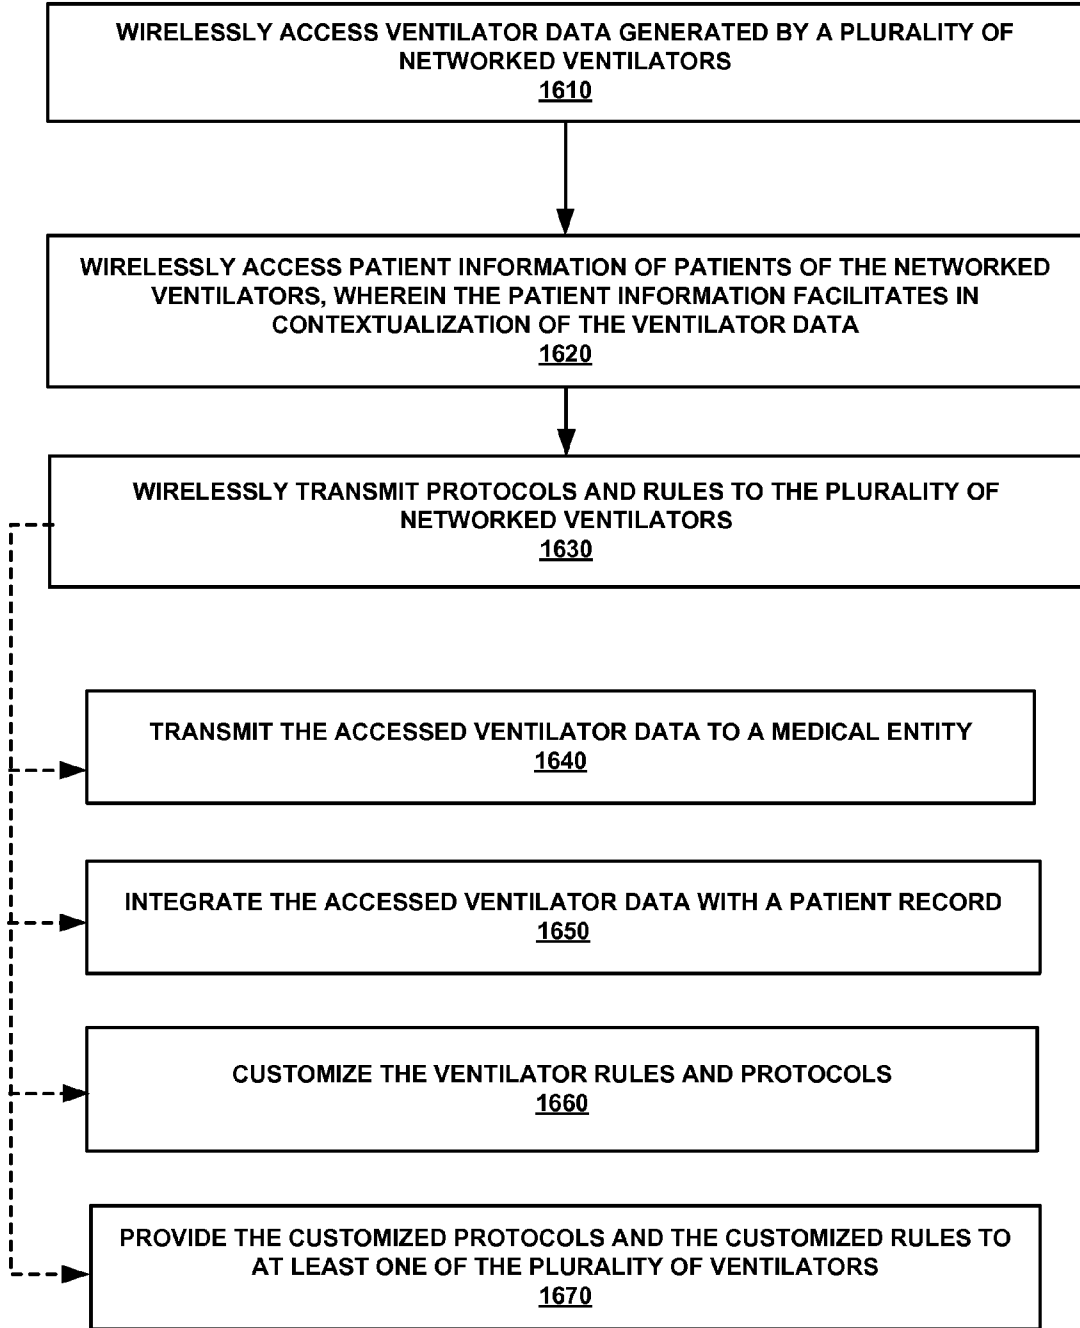 WIRELESSLY ACCESS VENTILATOR DATA GENERATED BY A PLURALITY OF
NETWORKED VENTILATORS
1610
WIRELESSLY ACCESS PATIENT INFORMATION OF PATIENTS OF THE NETWORKED
VENTILATORS, WHEREIN THE PATIENT INFORMATION FACILITATES IN
CONTEXTUALIZATION OF THE VENTILATOR DATA
1620
WIRELESSLY TRANSMIT PROTOCOLS AND RULES TO THE PLURALITY OF
NETWORKED VENTILATORS
1630
TRANSMIT THE ACCESSED VENTILATOR DATA TO A MEDICAL ENTITY
1640
INTEGRATE THE ACCESSED VENTILATOR DATA WITH A PATIENT RECORD
1650
CUSTOMIZE THE VENTILATOR RULES AND PROTOCOLS
1660
PROVIDE THE CUSTOMIZED PROTOCOLS AND THE CUSTOMIZED RULES TO
AT LEAST ONE OF THE PLURALITY OF VENTILATORS
1670